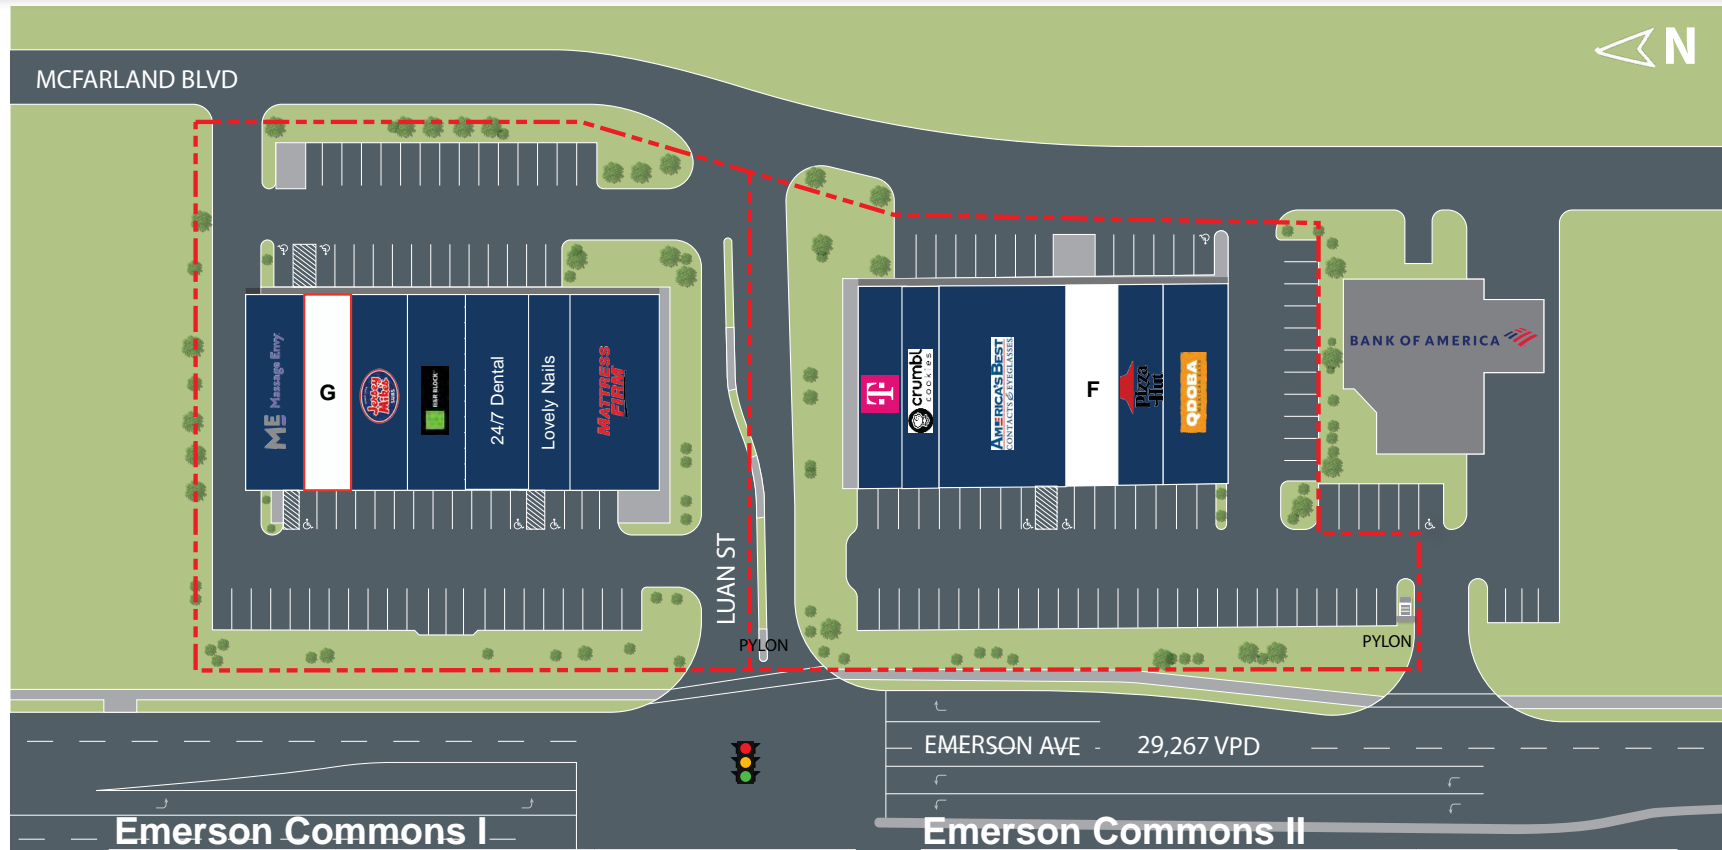 N
MCFARLAND BLVD
ME Massage Envy
G
Jersey Mike's
SUBS
H&R BLOCK
24/7 Dental
Lovely Nails
MATTRESS
FIRM
LUAN ST
PYLON
T
crumbl
cookies
AMERICA'S BEST
CONTACTS & EYEGLASSES
F
Pizza
Hut
QDOBA
BANK OF AMERICA
PYLON
EMERSON AVE
29,267 VPD
Emerson Commons I
Emerson Commons II